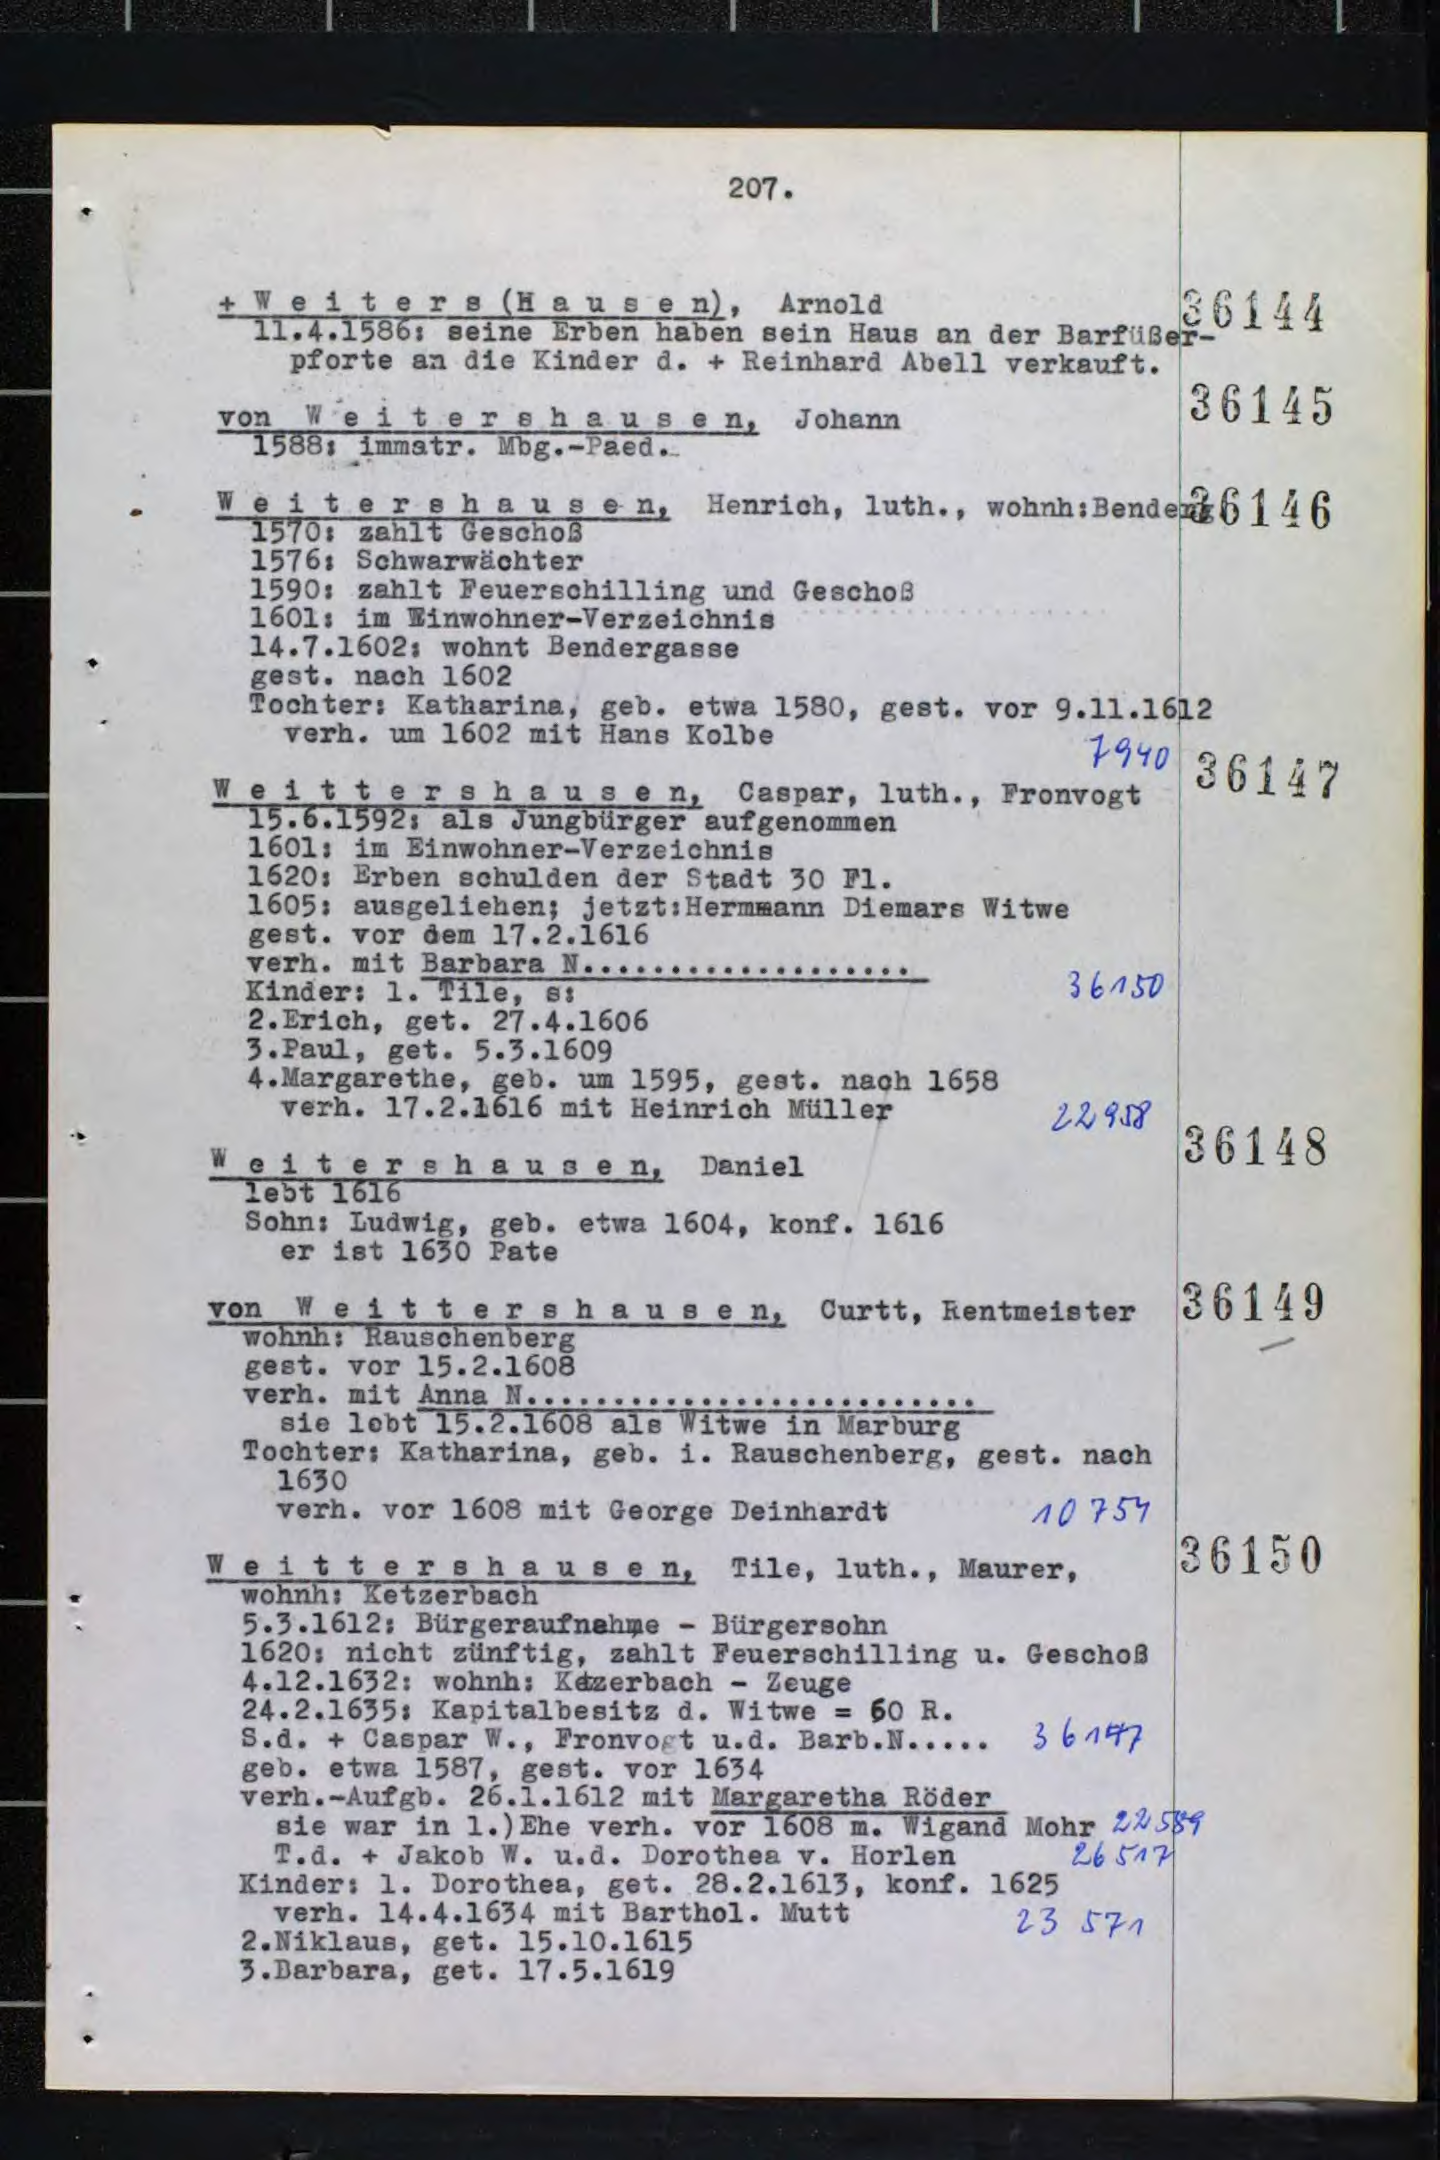 207.
+ W e i t e r s (H a u s e n), Arnold 36144
11.4.1586: seine Erben haben sein Haus an der Barfüßer-
pforte an die Kinder d. + Reinhard Abell verkauft.
36145
von W e i t e r s h a u s e n, Johann
1588: immatr. Mbg.-Paed.
W e i t e r s h a u s e n, Henrich, luth., wohnh:Benderg 36146
1570: zahlt Geschoß
1576: Schwarwächter
1590: zahlt Feuerschilling und Geschoß
1601: im Einwohner-Verzeichnis
14.7.1602: wohnt Bendergasse
gest. nach 1602
Tochter: Katharina, geb. etwa 1580, gest. vor 9.11.1612
verh. um 1602 mit Hans Kolbe 7940
36147
W e i t t e r s h a u s e n, Caspar, luth., Fronvogt
15.6.1592: als Jungbürger aufgenommen
1601: im Einwohner-Verzeichnis
1620: Erben schulden der Stadt 30 Fl.
1605: ausgeliehen; jetzt:Hermmann Diemars Witwe
gest. vor dem 17.2.1616
verh. mit Barbara N...................
Kinder: 1. Tile, s: 36150
2.Erich, get. 27.4.1606
3.Paul, get. 5.3.1609
4.Margarethe, geb. um 1595, gest. nach 1658
verh. 17.2.1616 mit Heinrich Müller 22958
36148
W e i t e r s h a u s e n, Daniel
lebt 1616
Sohn: Ludwig, geb. etwa 1604, konf. 1616
er ist 1630 Pate
von W e i t t e r s h a u s e n, Curtt, Rentmeister 36149
wohnh: Rauschenberg
gest. vor 15.2.1608
verh. mit Anna N..........................
sie lebt 15.2.1608 als Witwe in Marburg
Tochter: Katharina, geb. i. Rauschenberg, gest. nach
1630
verh. vor 1608 mit George Deinhardt 10754
W e i t t e r s h a u s e n, Tile, luth., Maurer, 36150
wohnh: Ketzerbach
5.3.1612: Bürgeraufnahme - Bürgersohn
1620: nicht zünftig, zahlt Feuerschilling u. Geschoß
4.12.1632: wohnh: Ketzerbach - Zeuge
24.2.1635: Kapitalbesitz d. Witwe = 60 R.
S.d. + Caspar W., Fronvogt u.d. Barb.N..... 36147
geb. etwa 1587, gest. vor 1634
verh.-Aufgb. 26.1.1612 mit Margaretha Röder
sie war in 1.)Ehe verh. vor 1608 m. Wigand Mohr 22589
T.d. + Jakob W. u.d. Dorothea v. Horlen 26517
Kinder: 1. Dorothea, get. 28.2.1613, konf. 1625
verh. 14.4.1634 mit Barthol. Mutt 23 571
2.Niklaus, get. 15.10.1615
3.Barbara, get. 17.5.1619